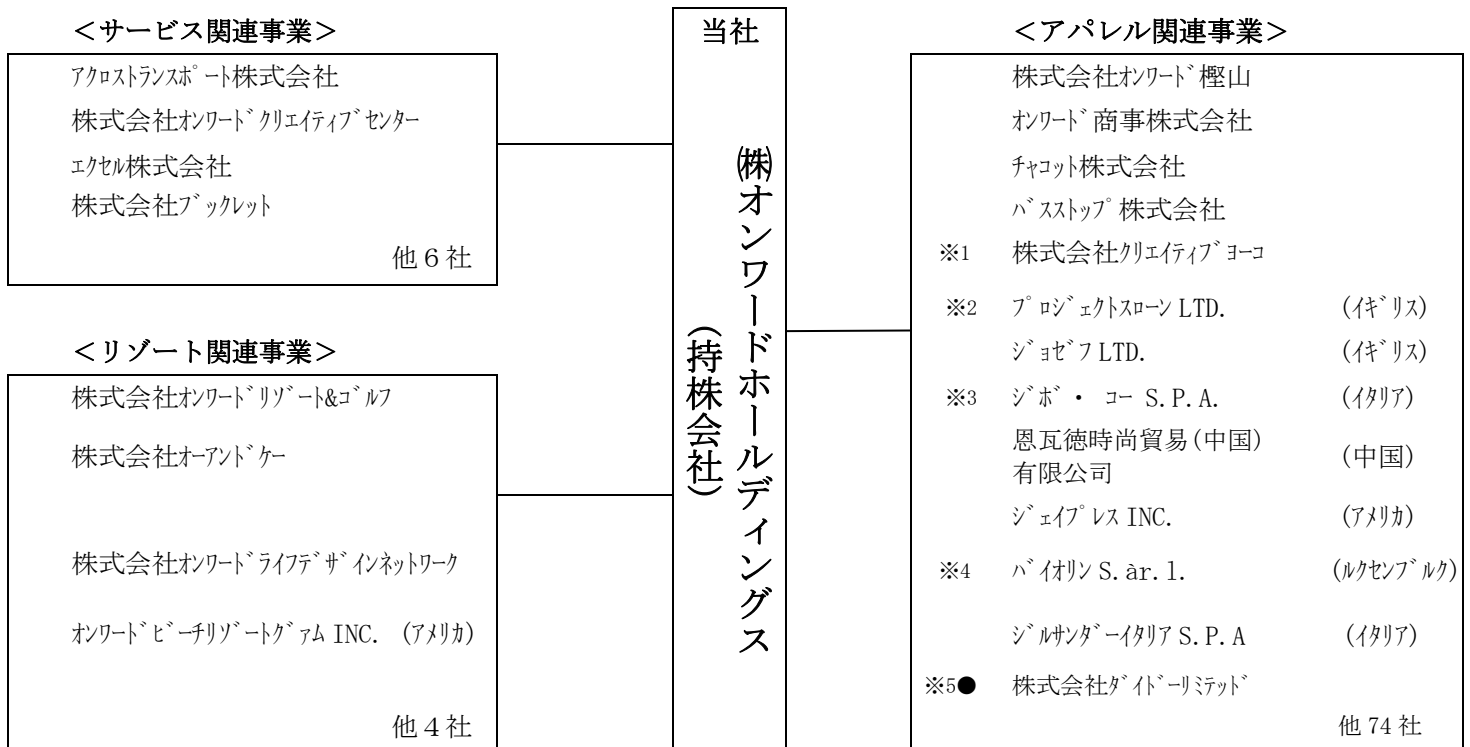 ＜サービス関連事業＞
ｱｸﾛｽﾄﾗﾝｽﾎﾟｰﾄ株式会社
株式会社ｵﾝﾜｰﾄﾞｸﾘｴｲﾃｨﾌﾞｾﾝﾀｰ
ｴｸｾﾙ株式会社
株式会社ﾌﾞｯｸﾚｯﾄ
他６社
＜リゾート関連事業＞
株式会社ｵﾝﾜｰﾄﾞﾘｿﾞｰﾄ&ｺﾞﾙﾌ
株式会社ｵｰｱﾝﾄﾞｹｰ
株式会社ｵﾝﾜｰﾄﾞﾗｲﾌﾃﾞｻﾞｲﾝﾈｯﾄﾜｰｸ
ｵﾝﾜｰﾄﾞﾋﾞｰﾁﾘｿﾞｰﾄｸﾞｧﾑ INC. (ｱﾒﾘｶ)
他４社
当社
㈱オンワードホールディングス
（持株会社）
＜アパレル関連事業＞
株式会社ｵﾝﾜｰﾄﾞ樫山
ｵﾝﾜｰﾄﾞ商事株式会社
ﾁｬｺｯﾄ株式会社
ﾊﾞｽｽﾄｯﾌﾟ株式会社
※1 株式会社ｸﾘｴｲﾃｨﾌﾞﾖｰｺ
※2 ﾌﾟﾛｼﾞｪｸﾄｽﾛｰﾝ LTD. (ｲｷﾞﾘｽ)
ｼﾞｮｾﾞﾌ LTD. (ｲｷﾞﾘｽ)
※3 ｼﾞﾎﾞ・ ｺｰ S.P.A. (ｲﾀﾘｱ)
恩瓦徳時尚貿易(中国)
有限公司 (中国)
ｼﾞｪｲﾌﾟﾚｽ INC. (ｱﾒﾘｶ)
※4 ﾊﾞｲｵﾘﾝ S.àr.l. (ﾙｸｾﾝﾌﾞﾙｸ)
ｼﾞﾙｻﾝﾀﾞｰｲﾀﾘｱ S.P.A (ｲﾀﾘｱ)
※5● 株式会社ﾀﾞｲﾄﾞｰﾘﾐﾃｯﾄﾞ
他 74 社